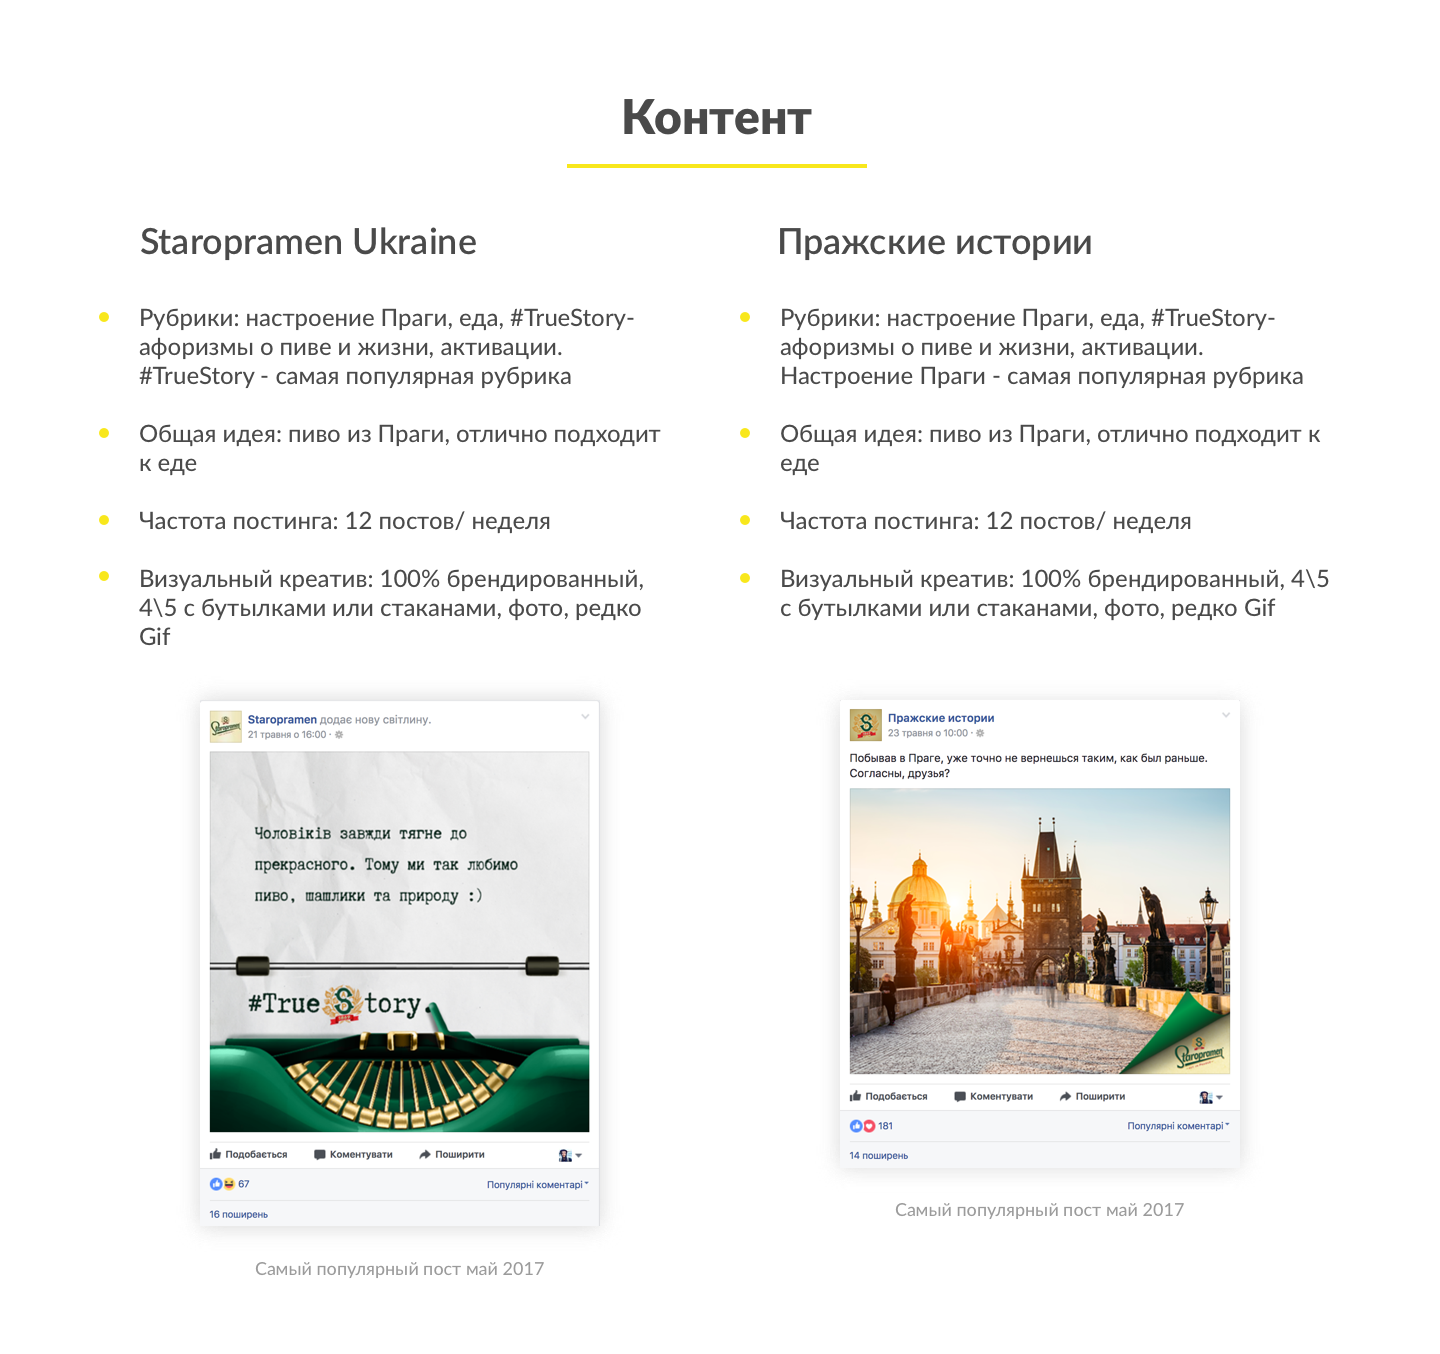 Контент
Staropramen Ukraine
Рубрики: настроение Праги, еда, #TrueStory-
афоризмы о пиве и жизни, активации.
#TrueStory - самая популярная рубрика
Общая идея: пиво из Праги, отлично подходит
к еде
Частота постинга: 12 постов/ неделя
Визуальный креатив: 100% брендированный,
4\5 с бутылками или стаканами, фото, редко
Gif
Staropramen
Staropramen додає нову світлину.
21 травня о 16:00 ·
Чоловіків завжди тягне до
прекрасного. Тому ми так любимо
пиво, шашлики та природу :)
#TrueStory.
Подобається Коментувати Поширити
67 Популярні коментарі
16 поширень
Самый популярный пост май 2017
Пражские истории
Рубрики: настроение Праги, еда, #TrueStory-
афоризмы о пиве и жизни, активации.
Настроение Праги - самая популярная рубрика
Общая идея: пиво из Праги, отлично подходит к
еде
Частота постинга: 12 постов/ неделя
Визуальный креатив: 100% брендированный, 4\5
с бутылками или стаканами, фото, редко Gif
S
Пражские истории
23 травня о 10:00 ·
Побывав в Праге, уже точно не вернешься таким, как был раньше.
Согласны, друзья?
Staropramen
Подобається Коментувати Поширити
181 Популярні коментарі
14 поширень
Самый популярный пост май 2017